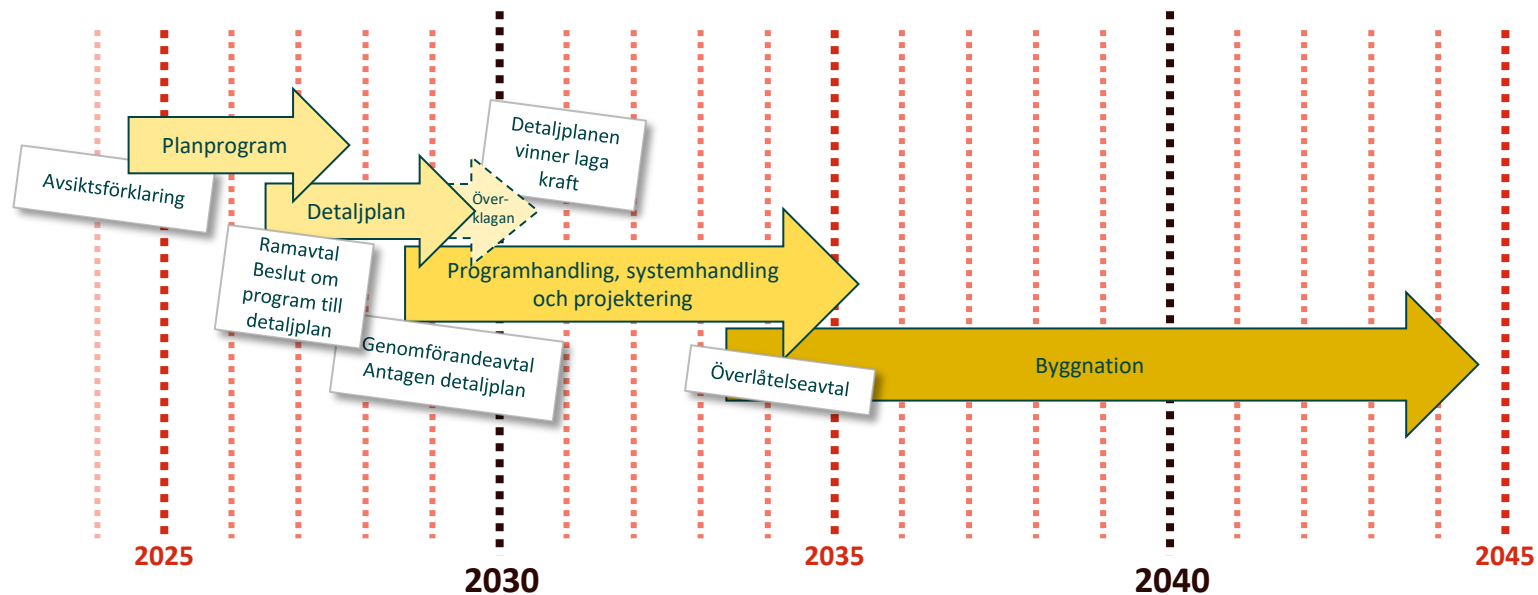 Planprogram
Avsiktsförklaring
Detaljplanen
vinner laga
kraft
Detaljplan
Över-
klagan
Ramavtal
Beslut om
program till
detaljplan
Programhandling, systemhandling
och projektering
Genomförandeavtal
Antagen detaljplan
Överlåtelseavtal
Byggnation
2025
2030
2035
2040
2045